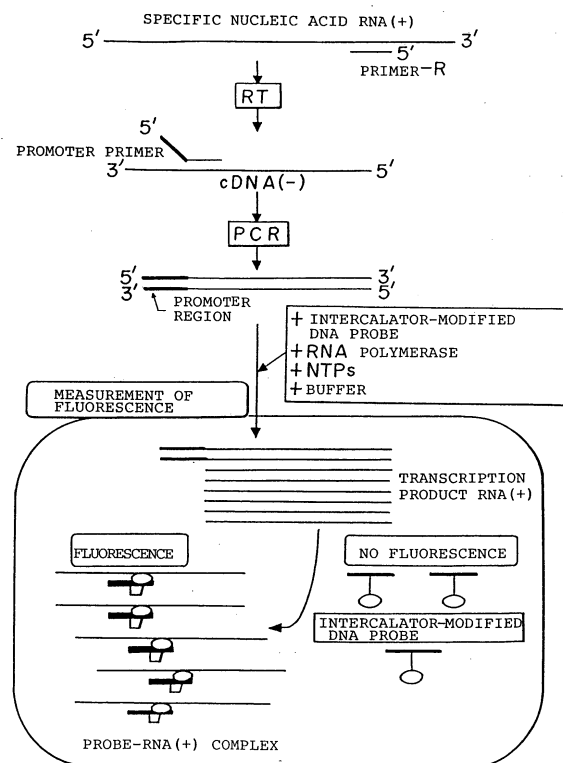 SPECIFIC NUCLEIC ACID RNA(+)
5′ 3′
5′
PRIMER-R
RT
5′
PROMOTER PRIMER
3′ 5′
cDNA(-)
PCR
5′ 3′
3′ 5′
PROMOTER
REGION
+ INTERCALATOR-MODIFIED
DNA PROBE
+RNA POLYMERASE
+NTPs
+BUFFER
MEASUREMENT OF
FLUORESCENCE
TRANSCRIPTION
PRODUCT RNA(+)
FLUORESCENCE
NO FLUORESCENCE
INTERCALATOR-MODIFIED
DNA PROBE
PROBE-RNA(+) COMPLEX